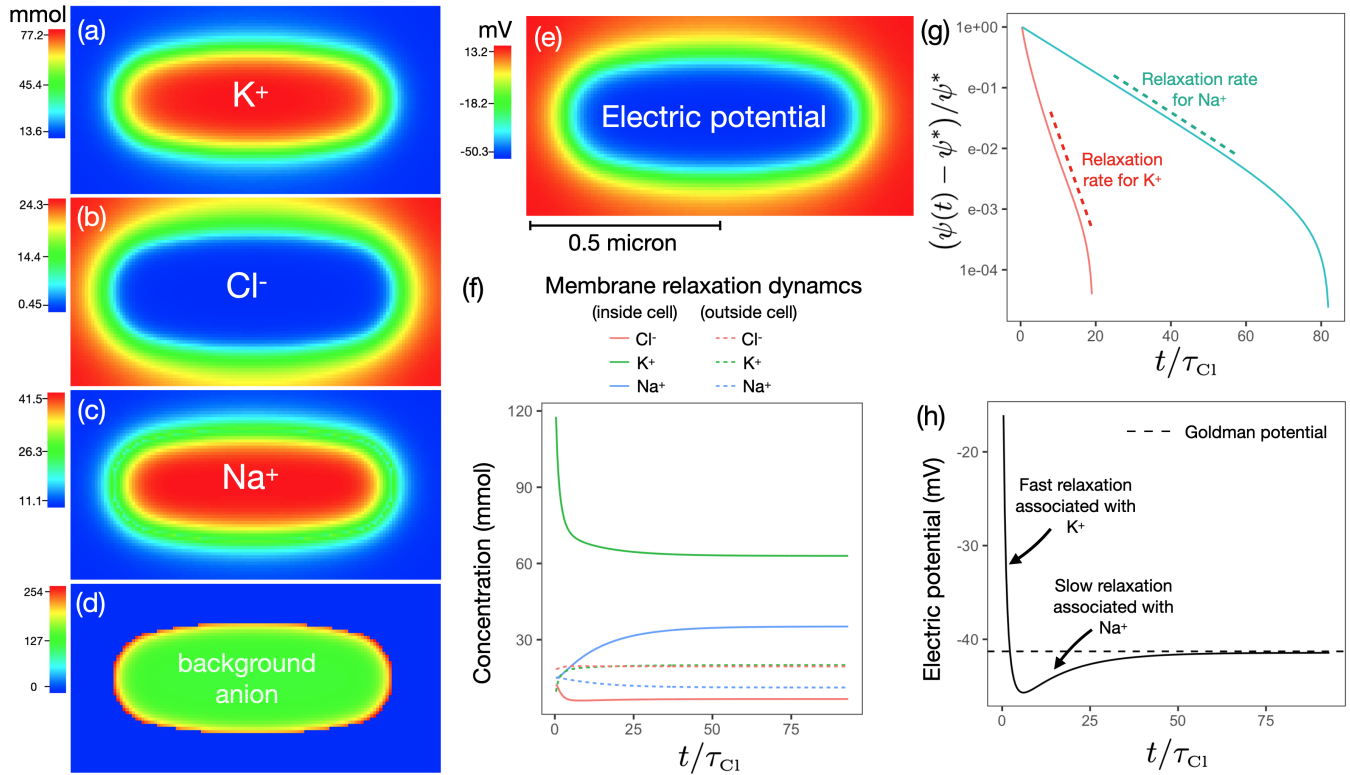 mmol
77.2
45.4
13.6
(a)
K+
24.3
14.4
0.45
(b)
Cl-
41.5
26.3
11.1
(c)
Na+
254
127
0
(d)
background
anion
mV
13.2
-18.2
-50.3
(e)
Electric potential
0.5 micron
(f)
Membrane relaxation dynamcs
(inside cell) (outside cell)
Cl- Cl-
K+ K+
Na+ Na+
Concentration (mmol)
120
90
60
30
0 25 50 75
t/τCl
(g)
(ψ(t) − ψ*)/ψ*
1e+00
e-01
e-02
e-03
1e-04
Relaxation rate
for Na+
Relaxation
rate for K+
0 20 40 60 80
t/τCl
(h)
Electric potential (mV)
-20
-30
-40
Goldman potential
Fast relaxation
associated with
K+
Slow relaxation
associated with
Na+
0 25 50 75
t/τCl